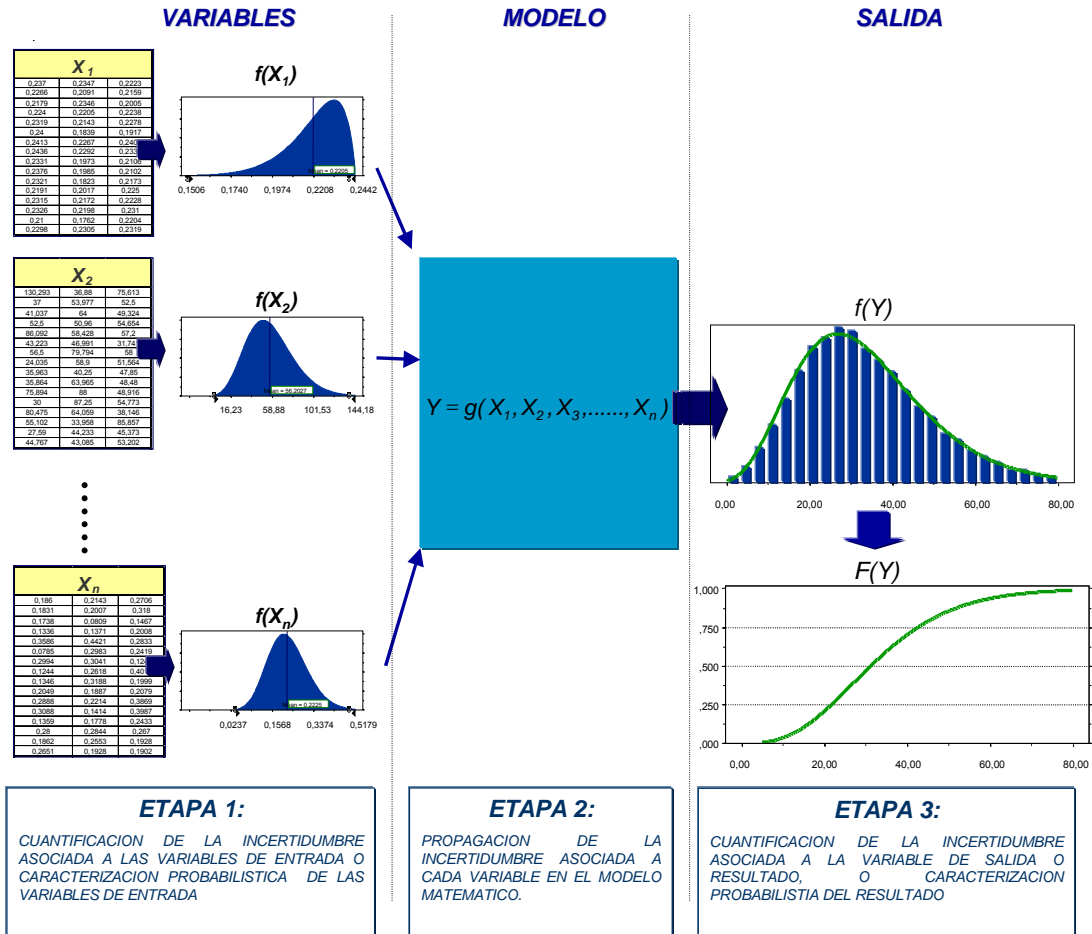 VARIABLES
MODELO
SALIDA
X1
0,237 0,2347 0,2223
0,2266 0,2091 0,2159
0,2179 0,2346 0,2005
0,224 0,2205 0,2238
0,2319 0,2143 0,2278
0,24 0,1839 0,1917
0,2413 0,2267
0,2436 0,2292
0,2331 0,1973 0,2106
0,2376 0,1985 0,2102
0,2321 0,1823 0,2173
0,2191 0,2017 0,225
0,2315 0,2172 0,2228
0,2326 0,2198 0,231
0,21 0,1762 0,2204
0,2298 0,2305 0,2319
f(X1)
Mean = 0,2205
0,1506 0,1740 0,1974 0,2208 0,2442
X2
130,293 36,88 75,613
37 53,977 52,5
41,037 64 49,324
52,5 50,96 54,654
86,092 58,428 57,2
43,223 46,991 31,74
56,5 79,794 58
24,035 58,9 51,564
35,963 40,25 47,85
35,864 63,965 48,48
75,894 88 48,916
30 87,25 54,773
80,475 64,059 38,146
55,102 33,958 85,857
27,59 44,233 45,373
44,767 43,085 53,202
f(X2)
Mean = 56,2027
16,23 58,88 101,53 144,18
Xn
0,186 0,2143 0,2706
0,1831 0,2007 0,318
0,1738 0,0809 0,1467
0,1336 0,1371 0,2008
0,3586 0,4421 0,2833
0,0785 0,2983 0,2419
0,2994 0,3041
0,1244 0,2618
0,1346 0,3188 0,1999
0,2049 0,1887 0,2079
0,2888 0,2214 0,3869
0,3088 0,1414 0,3987
0,1359 0,1778 0,2433
0,28 0,2844 0,267
0,1862 0,2553 0,1928
0,2651 0,1928 0,1902
f(Xn)
Mean = 0,2225
0,0237 0,1568 0,3374 0,5179
Y = g( X1, X2, X3,......, Xn )
f(Y)
0,00 20,00 40,00 60,00 80,00
F(Y)
1,000
,750
,500
,250
,000
0,00 20,00 40,00 60,00 80,00
ETAPA 1:
CUANTIFICACION DE LA INCERTIDUMBRE
ASOCIADA A LAS VARIABLES DE ENTRADA O
CARACTERIZACION PROBABILISTICA DE LAS
VARIABLES DE ENTRADA
ETAPA 2:
PROPAGACION DE LA
INCERTIDUMBRE ASOCIADA A
CADA VARIABLE EN EL MODELO
MATEMATICO.
ETAPA 3:
CUANTIFICACION DE LA INCERTIDUMBRE
ASOCIADA A LA VARIABLE DE SALIDA O
RESULTADO, O CARACTERIZACION
PROBABILISTIA DEL RESULTADO